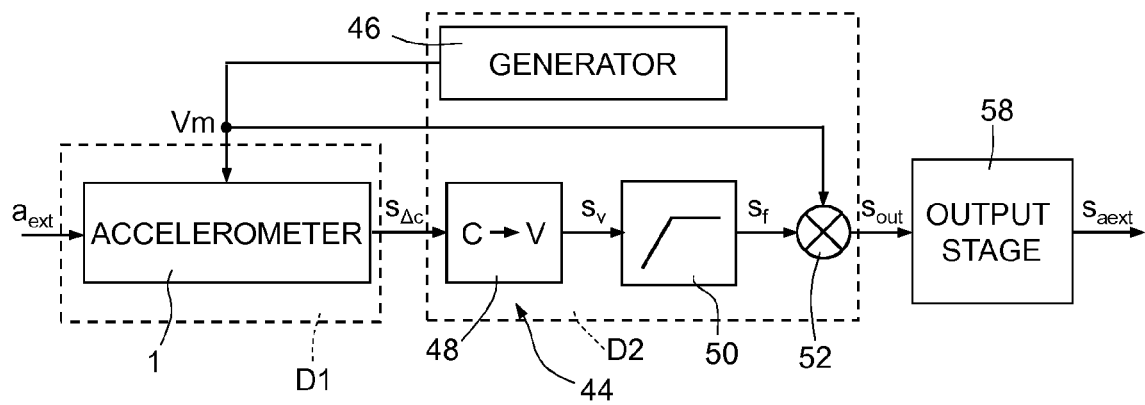 46
GENERATOR
Vm
58
a_ext
ACCELEROMETER
s_Δc
C → V
s_v
s_f
s_out
OUTPUT
STAGE
s_aext
1
D1
48
44
D2
50
52